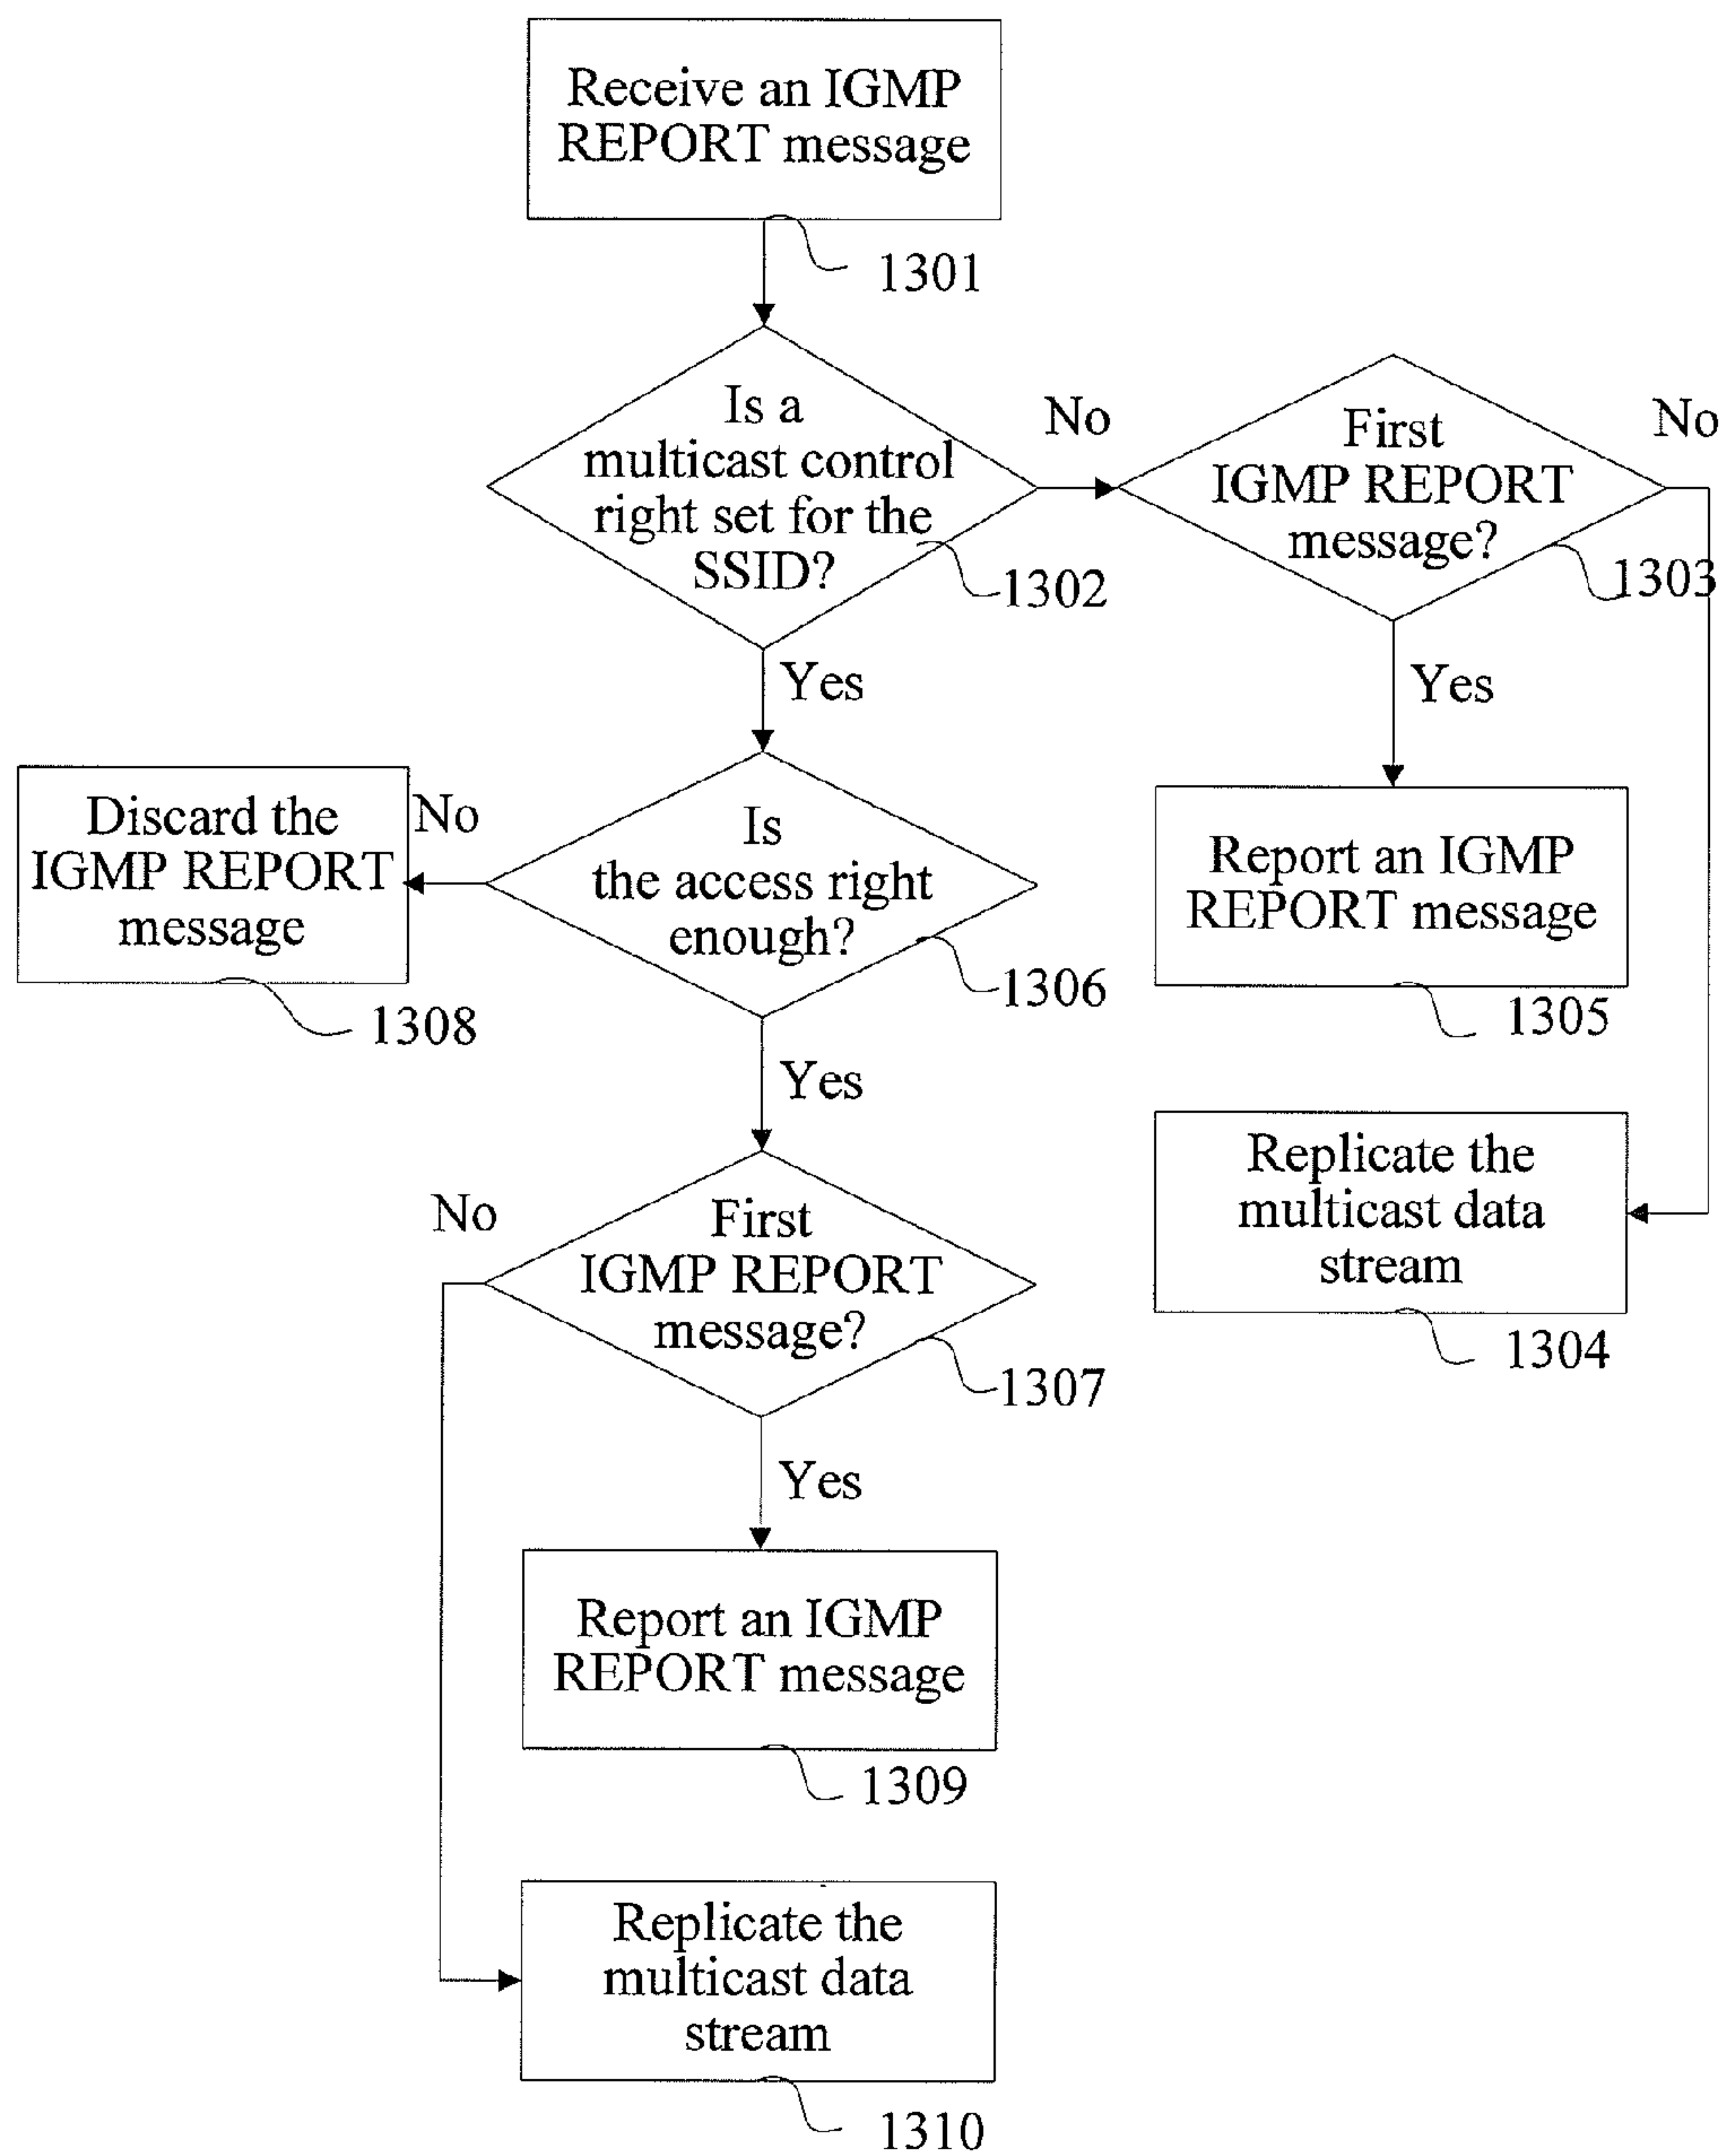 Receive an IGMP
REPORT message
1301
Is a
multicast control
right set for the
SSID?
1302
No
First
IGMP REPORT
message?
1303
No
Yes
Yes
Discard the
IGMP REPORT
message
1308
No
Is
the access right
enough?
1306
Report an IGMP
REPORT message
1305
Yes
Replicate the
multicast data
stream
1304
No
First
IGMP REPORT
message?
1307
Yes
Report an IGMP
REPORT message
1309
Replicate the
multicast data
stream
1310